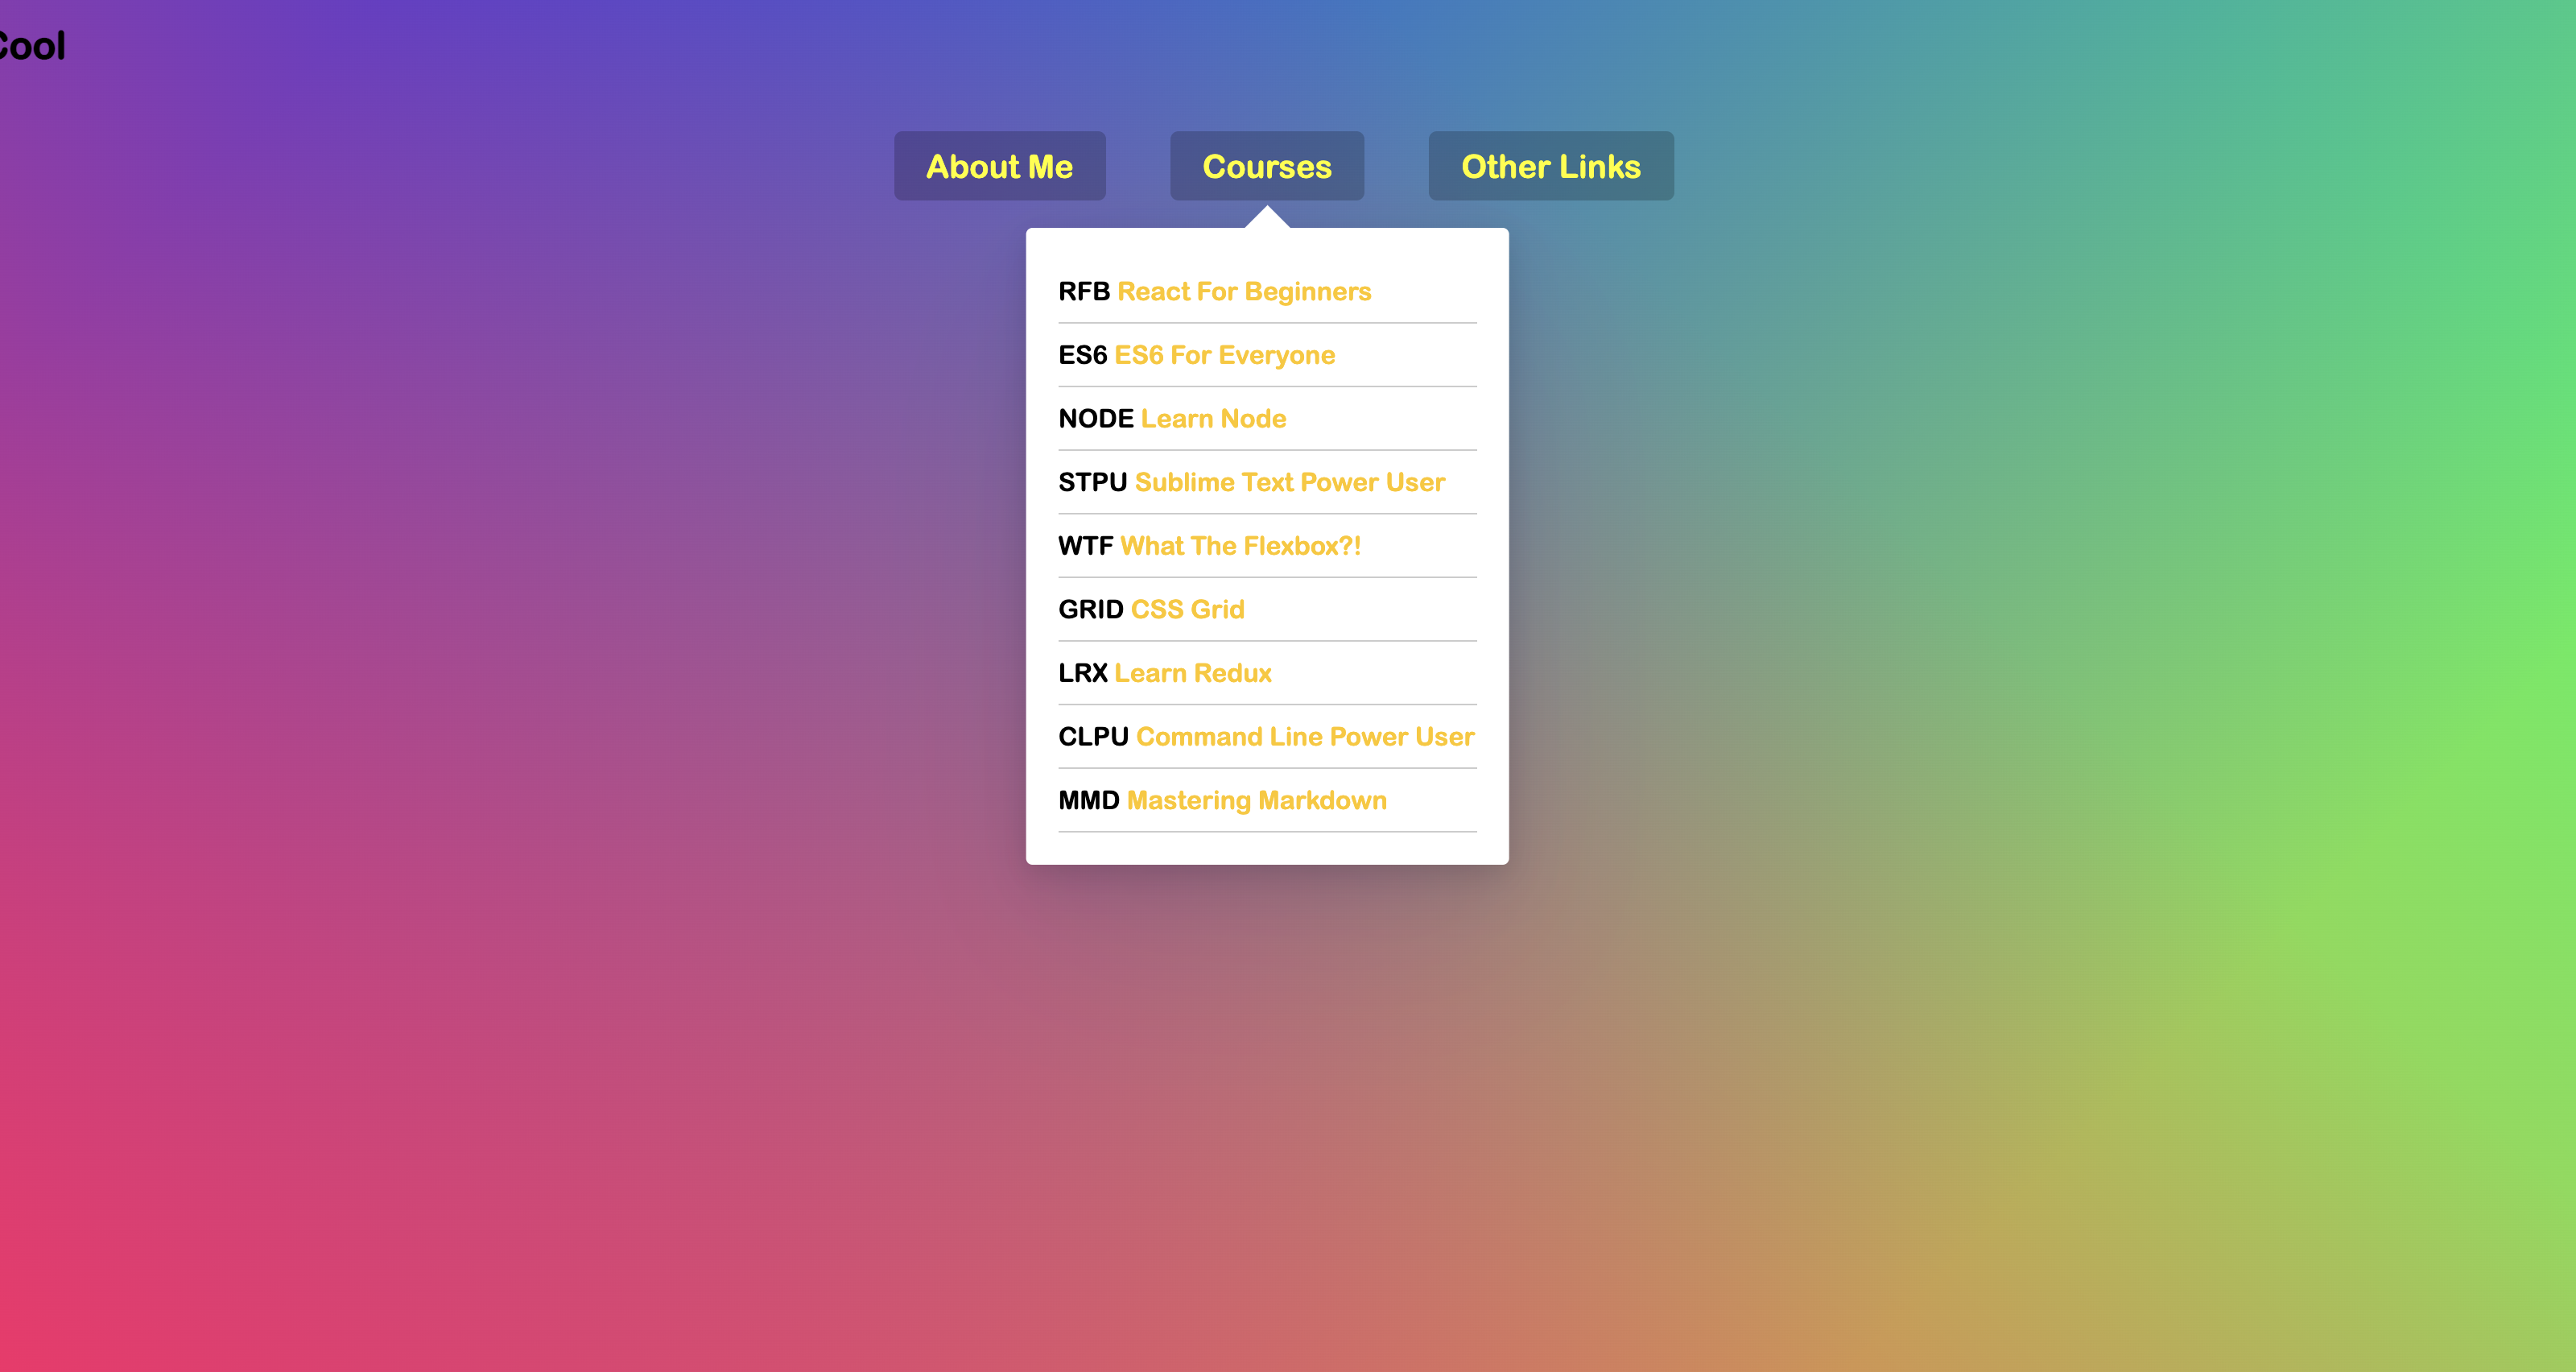 Cool
About Me
Courses
Other Links
RFB React For Beginners
ES6 ES6 For Everyone
NODE Learn Node
STPU Sublime Text Power User
WTF What The Flexbox?!
GRID CSS Grid
LRX Learn Redux
CLPU Command Line Power User
MMD Mastering Markdown